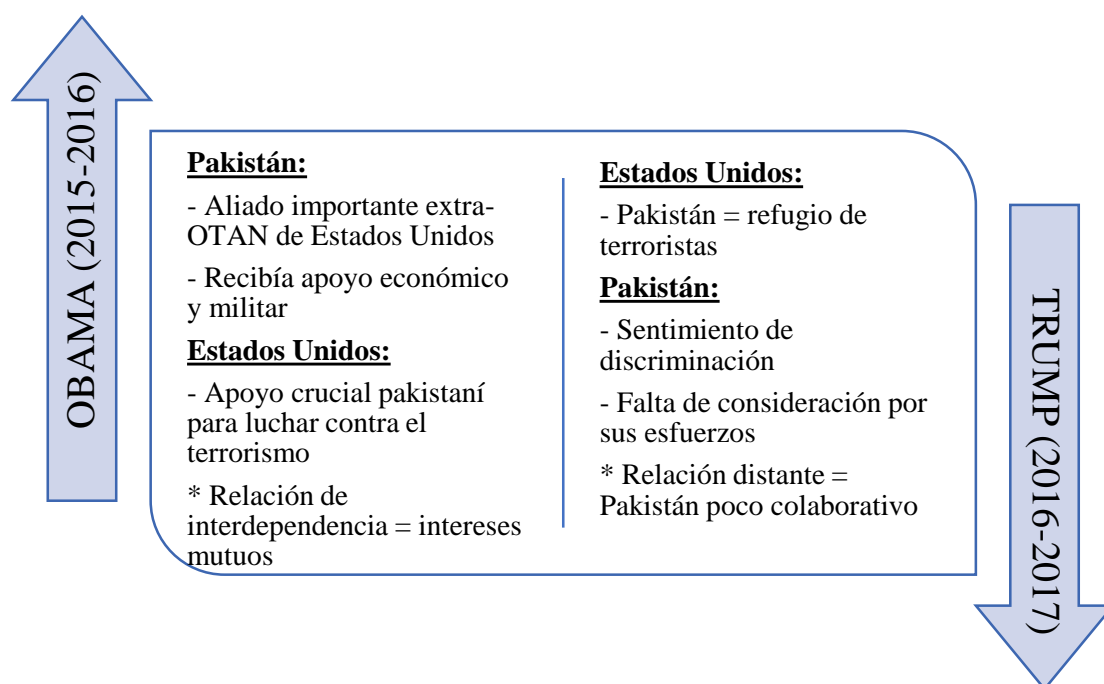 OBAMA (2015-2016)
Pakistán:
- Aliado importante extra-
OTAN de Estados Unidos
- Recibía apoyo económico
y militar
Estados Unidos:
- Apoyo crucial pakistaní
para luchar contra el
terrorismo
* Relación de
interdependencia = intereses
mutuos
Estados Unidos:
- Pakistán = refugio de
terroristas
Pakistán:
- Sentimiento de
discriminación
- Falta de consideración por
sus esfuerzos
* Relación distante =
Pakistán poco colaborativo
TRUMP (2016-2017)